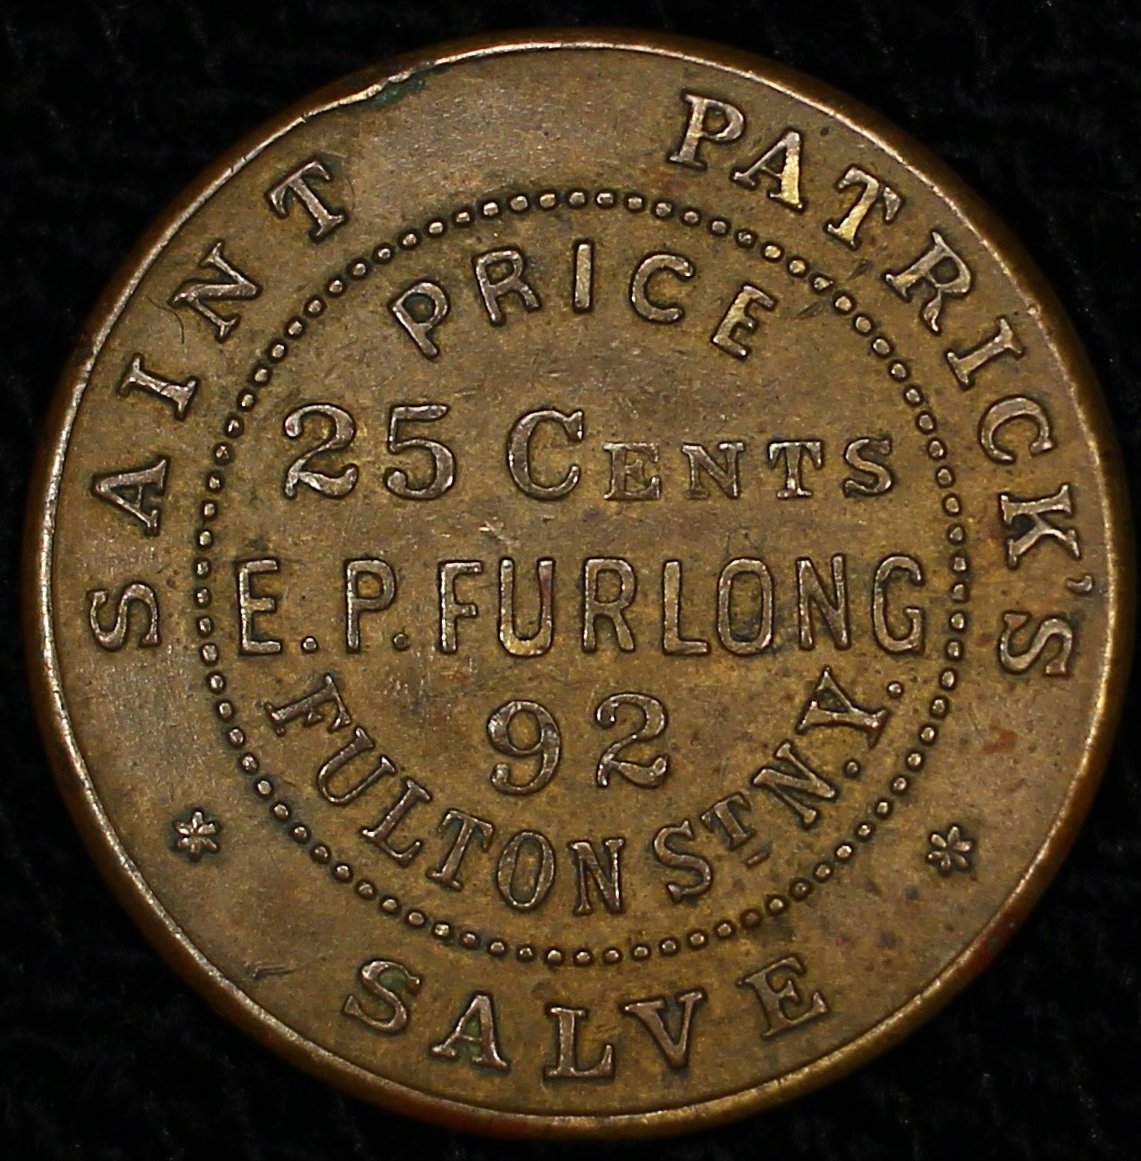 SAINT PATRICK'S
SALVE
PRICE
25 CENTS
E.P.FURLONG
92
FULTON ST N.Y.